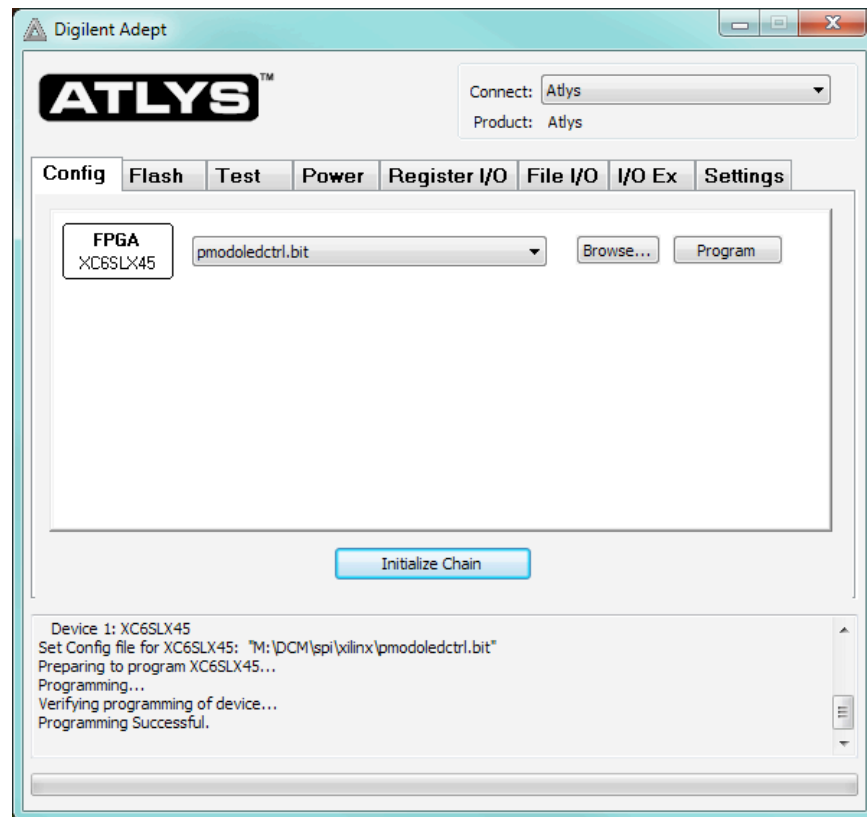 Digilent Adept
ATLYS™
Connect: Atlys
Product: Atlys
Config Flash Test Power Register I/O File I/O I/O Ex Settings
FPGA
XC6SLX45
pmodoledctrl.bit Browse... Program
Initialize Chain
Device 1: XC6SLX45
Set Config file for XC6SLX45: "M:\DCM\spi\xilinx\pmodoledctrl.bit"
Preparing to program XC6SLX45...
Programming...
Verifying programming of device...
Programming Successful.